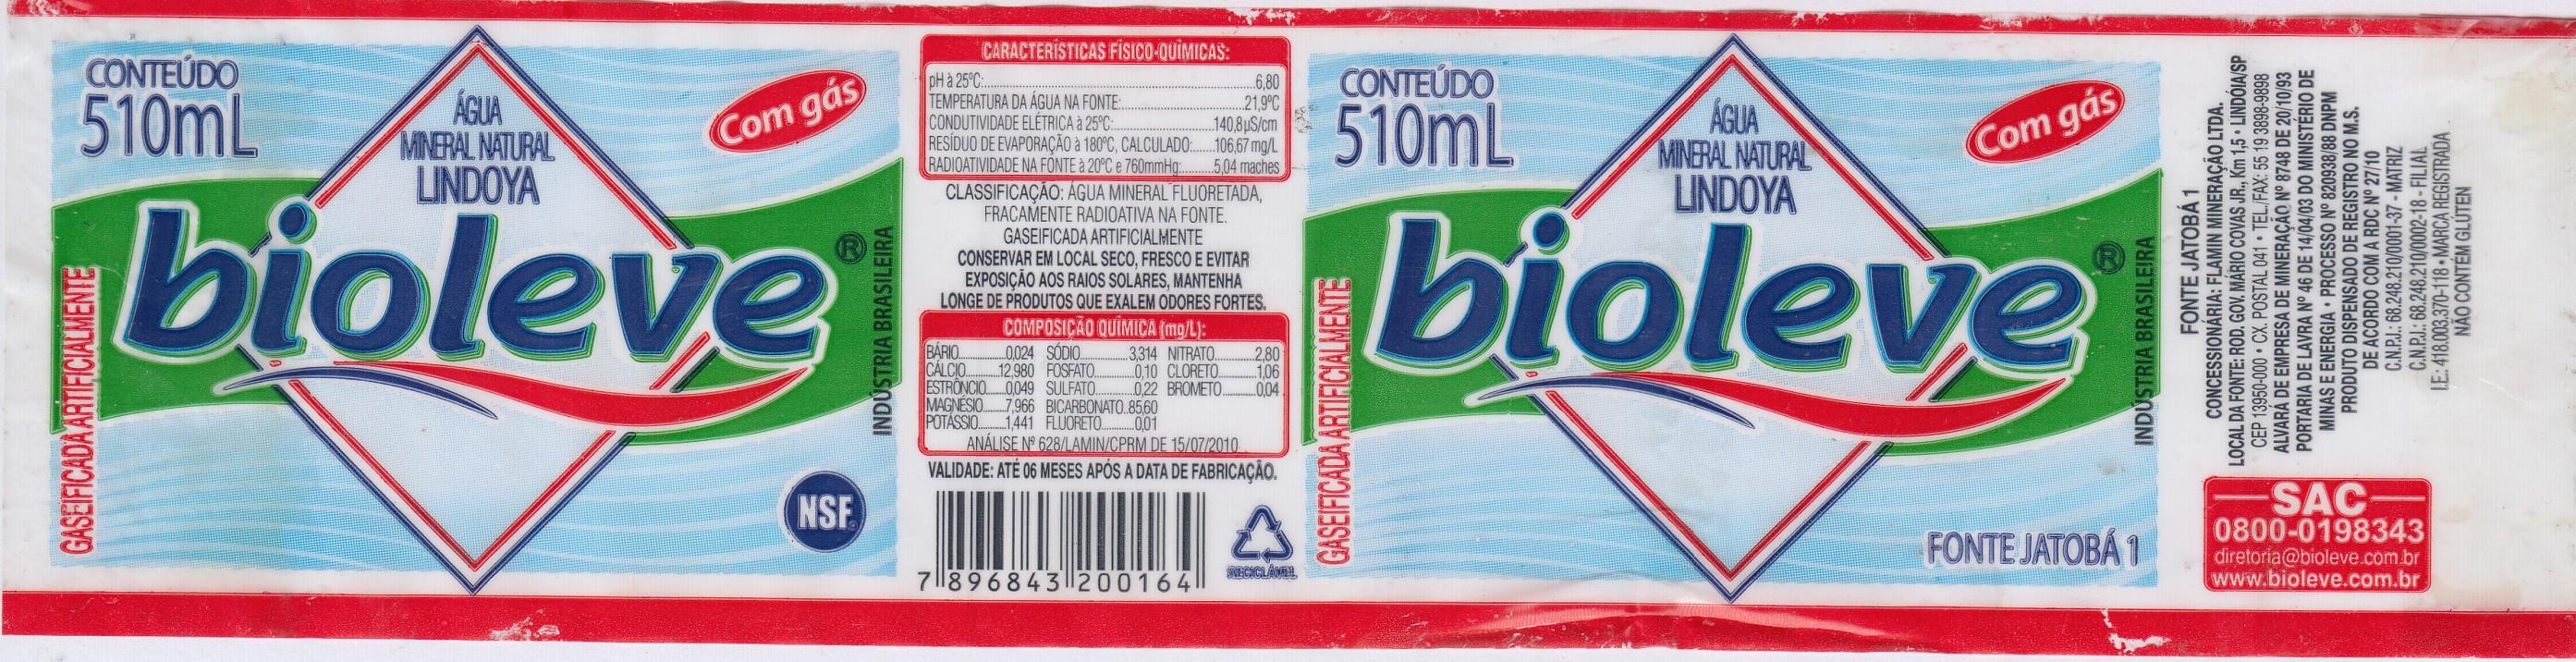 CONTEÚDO
510mL
ÁGUA
MINERAL NATURAL
LINDOYA
Com gás
bioleve®
GASEIFICADA ARTIFICIALMENTE
INDÚSTRIA BRASILEIRA
NSF®
CARACTERÍSTICAS FÍSICO-QUÍMICAS:
pH à 25ºC:..........6,80
TEMPERATURA DA ÁGUA NA FONTE:..........21,9ºC
CONDUTIVIDADE ELÉTRICA à 25ºC:..........140,8µS/cm
RESÍDUO DE EVAPORAÇÃO à 180ºC, CALCULADO:..........106,67 mg/L
RADIOATIVIDADE NA FONTE à 20ºC e 760mmHg:..........5,04 maches
CLASSIFICAÇÃO: ÁGUA MINERAL FLUORETADA,
FRACAMENTE RADIOATIVA NA FONTE.
GASEIFICADA ARTIFICIALMENTE
CONSERVAR EM LOCAL SECO, FRESCO E EVITAR
EXPOSIÇÃO AOS RAIOS SOLARES, MANTENHA
LONGE DE PRODUTOS QUE EXALEM ODORES FORTES.
COMPOSIÇÃO QUÍMICA (mg/L):
BÁRIO..........0,024 SÓDIO..........3,314 NITRATO..........2,80
CÁLCIO..........12,980 FOSFATO..........0,10 CLORETO..........1,06
ESTRÔNCIO..........0,049 SULFATO..........0,22 BROMETO..........0,04
MAGNÉSIO..........7,966 BICARBONATO..85,60
POTÁSSIO..........1,441 FLUORETO..........0,01
ANÁLISE Nº 628/LAMIN/CPRM DE 15/07/2010
VALIDADE: ATÉ 06 MESES APÓS A DATA DE FABRICAÇÃO.
7 896843 200164
RECICLÁVEL
CONTEÚDO
510mL
ÁGUA
MINERAL NATURAL
LINDOYA
Com gás
bioleve®
GASEIFICADA ARTIFICIALMENTE
INDÚSTRIA BRASILEIRA
FONTE JATOBÁ 1
FONTE JATOBÁ 1
CONCESSIONÁRIA: FLAMIN MINERAÇÃO LTDA.
LOCAL DA FONTE: ROD. GOV. MÁRIO COVAS JR., Km 1,5 • LINDÓIA/SP
CEP 13950-000 • CX. POSTAL 041 • TEL./FAX: 55 19 3898-9898
ALVARÁ DE EMPRESA DE MINERAÇÃO Nº 8748 DE 20/10/93
PORTARIA DE LAVRA Nº 46 DE 14/04/03 DO MINISTÉRIO DE
MINAS E ENERGIA • PROCESSO Nº 820938/88 DNPM
PRODUTO DISPENSADO DE REGISTRO NO M.S.
DE ACORDO COM A RDC Nº 27/10
C.N.P.J.: 68.248.210/0001-37 - MATRIZ
C.N.P.J.: 68.248.210/0002-18 - FILIAL
I.E.: 418.003.370-118 • MARCA REGISTRADA
NÃO CONTÉM GLÚTEN
SAC
0800-0198343
diretoria@bioleve.com.br
www.bioleve.com.br